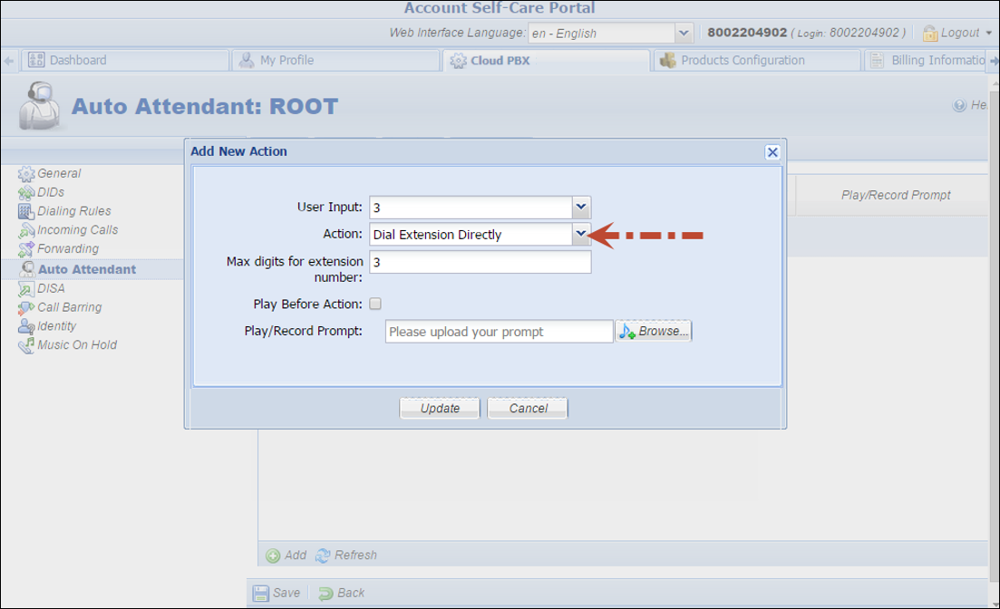 Account Self-Care Portal
Web Interface Language: en - English 8002204902 ( Login: 8002204902 ) Logout
Dashboard My Profile Cloud PBX Products Configuration Billing Informatio
Auto Attendant: ROOT
He
Add New Action
General
DIDs
Dialing Rules
Incoming Calls
Forwarding
Auto Attendant
DISA
Call Barring
Identity
Music On Hold
Play/Record Prompt
User Input: 3
Action: Dial Extension Directly
Max digits for extension
number: 3
Play Before Action:
Play/Record Prompt: Please upload your prompt Browse...
Update Cancel
Add Refresh
Save Back